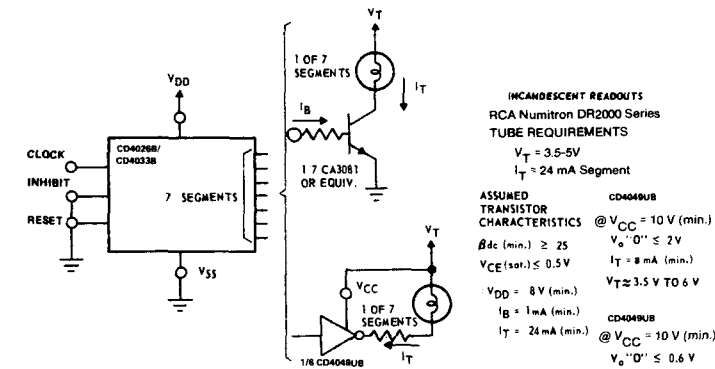 V_T
1 OF 7
SEGMENTS
I_T
V_DD
I_B
CD4026B/
CD4033B
CLOCK
INHIBIT
7 SEGMENTS
RESET
1 7 CA3081
OR EQUIV.
V_SS
V_T
V_CC
1 OF 7
SEGMENTS
I_T
1/6 CD4049UB
INCANDESCENT READOUTS
RCA Numitron DR2000 Series
TUBE REQUIREMENTS
V_T = 3.5-5V
I_T = 24 mA Segment
ASSUMED
TRANSISTOR
CHARACTERISTICS
βdc (min.) ≥ 25
V_CE (sat.) ≤ 0.5 V
V_DD = 8 V (min.)
I_B = 1mA (min.)
I_T = 24mA (min.)
CD4049UB
@ V_CC = 10 V (min.)
V_o "0" ≤ 2V
I_T = 8 mA (min.)
V_T ≈ 3.5 V TO 6 V
CD4049UB
@ V_CC = 10 V (min.)
V_o "0" ≤ 0.6 V